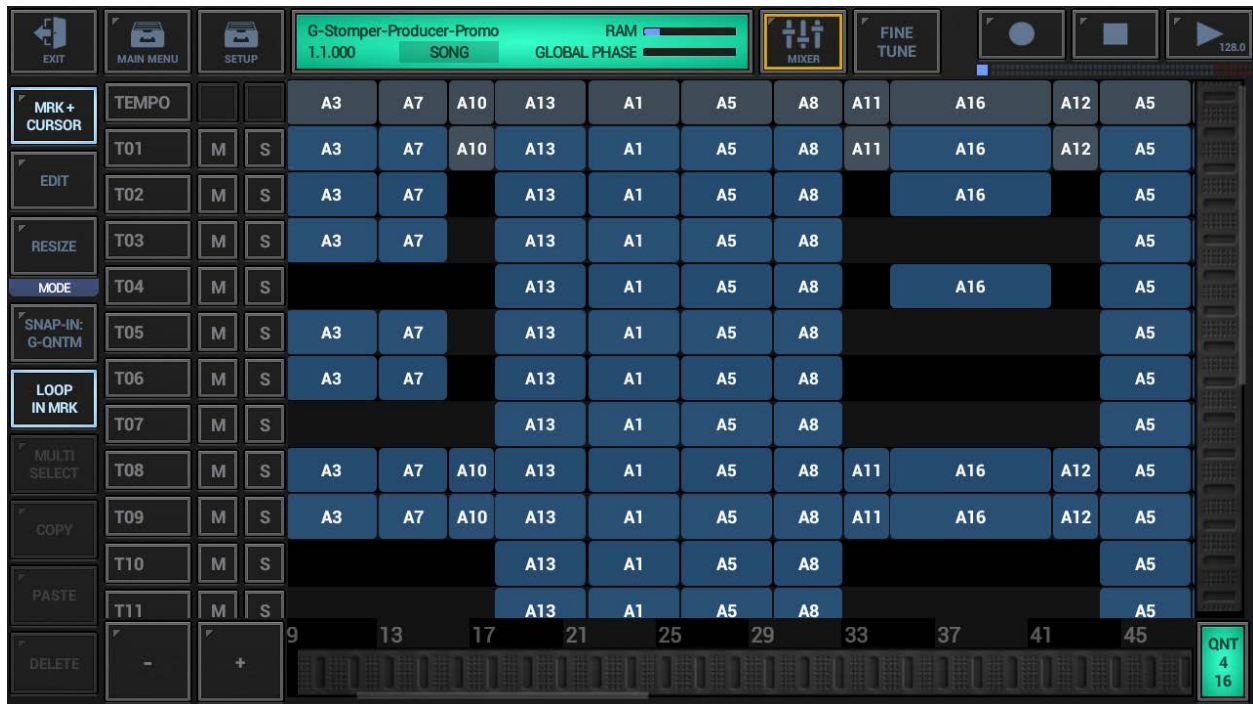 G-Stomper-Producer-Promo RAM
1.1.000 SONG GLOBAL PHASE
EXIT MAIN MENU SETUP MIXER FINE TUNE 128.0
MRK + CURSOR
EDIT
RESIZE
MODE
SNAP-IN: G-QNTM
LOOP IN MRK
MULTI SELECT
COPY
PASTE
DELETE
TEMPO A3 A7 A10 A13 A1 A5 A8 A11 A16 A12 A5
T01 M S A3 A7 A10 A13 A1 A5 A8 A11 A16 A12 A5
T02 M S A3 A7 A13 A1 A5 A8 A16 A5
T03 M S A3 A7 A13 A1 A5 A8 A5
T04 M S A13 A1 A5 A8 A16 A5
T05 M S A3 A7 A13 A1 A5 A8 A5
T06 M S A3 A7 A13 A1 A5 A8 A5
T07 M S A13 A1 A5 A8 A5
T08 M S A3 A7 A10 A13 A1 A5 A8 A11 A16 A12 A5
T09 M S A3 A7 A10 A13 A1 A5 A8 A11 A16 A12 A5
T10 M S A13 A1 A5 A8 A5
T11 M S A13 A1 A5 A8 A5
- + 9 13 17 21 25 29 33 37 41 45
QNT
4
16